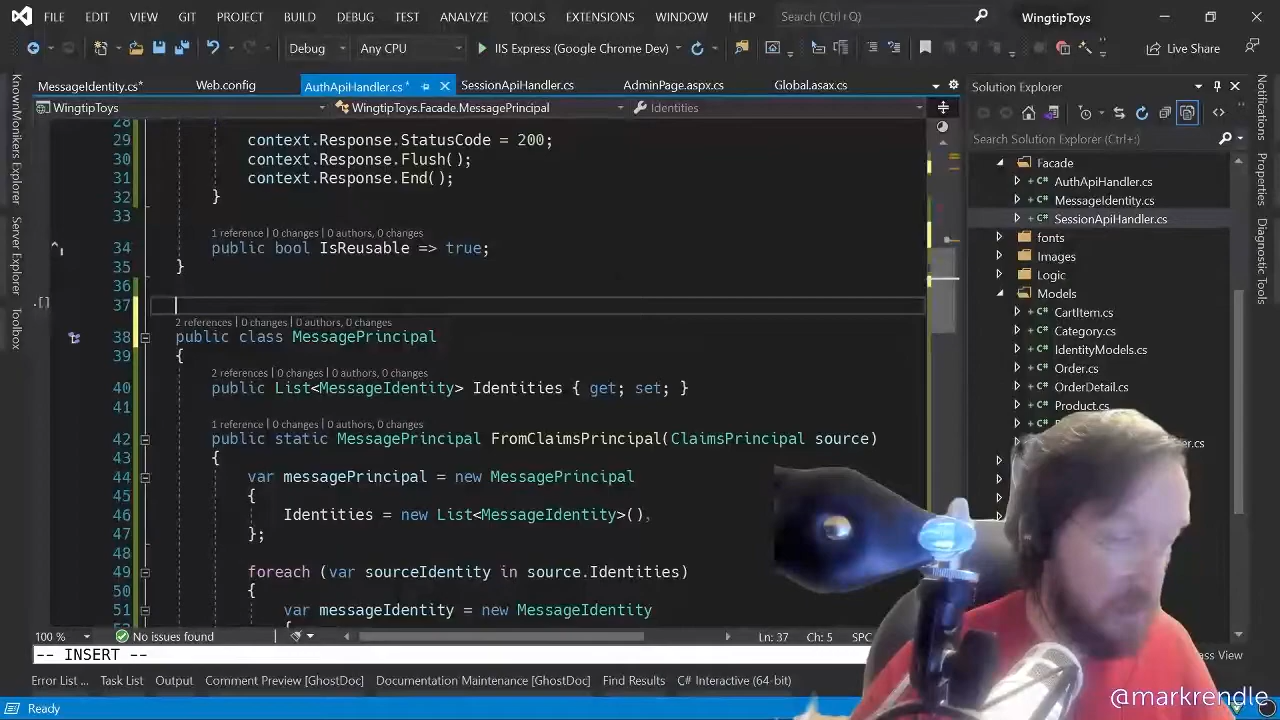 FILE EDIT VIEW GIT PROJECT BUILD DEBUG TEST ANALYZE TOOLS EXTENSIONS WINDOW HELP Search (Ctrl+Q) WingtipToys
Debug Any CPU IIS Express (Google Chrome Dev) Live Share
MessageIdentity.cs* Web.config AuthApiHandler.cs* SessionApiHandler.cs AdminPage.aspx.cs Global.asax.cs
WingtipToys WingtipToys.Facade.MessagePrincipal Identities
KnownMonikers Explorer
Server Explorer
Toolbox
28
29 context.Response.StatusCode = 200;
30 context.Response.Flush();
31 context.Response.End();
32 }
33
1 reference | 0 changes | 0 authors, 0 changes
34 public bool IsReusable => true;
35 }
36
37
2 references | 0 changes | 0 authors, 0 changes
38 public class MessagePrincipal
39 {
2 references | 0 changes | 0 authors, 0 changes
40 public List<MessageIdentity> Identities { get; set; }
41
1 reference | 0 changes | 0 authors, 0 changes
42 public static MessagePrincipal FromClaimsPrincipal(ClaimsPrincipal source)
43 {
44 var messagePrincipal = new MessagePrincipal
45 {
46 Identities = new List<MessageIdentity>(),
47 };
48
49 foreach (var sourceIdentity in source.Identities)
50 {
51 var messageIdentity = new MessageIdentity
100 % No issues found Ln: 37 Ch: 5 SPC
-- INSERT --
Error List ... Task List Output Comment Preview [GhostDoc] Documentation Maintenance [GhostDoc] Find Results C# Interactive (64-bit)
Ready
Solution Explorer
Search Solution Explorer (Ctrl+;)
Facade
AuthApiHandler.cs
MessageIdentity.cs
SessionApiHandler.cs
fonts
Images
Logic
Models
CartItem.cs
Category.cs
IdentityModels.cs
Order.cs
OrderDetail.cs
Product.cs
Notifications
Properties
Diagnostic Tools
@markrendle